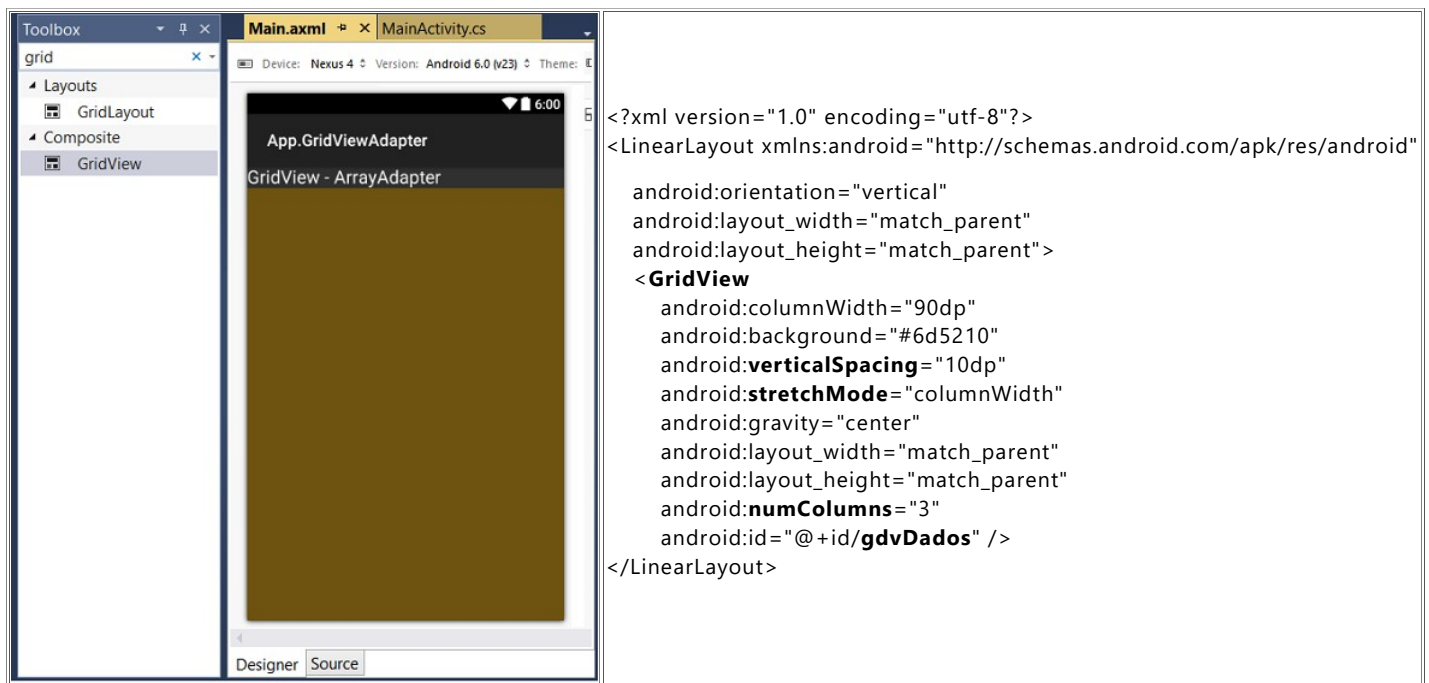 Toolbox
grid
Layouts
GridLayout
Composite
GridView
Main.axml
MainActivity.cs
Device: Nexus 4 Version: Android 6.0 (v23) Theme:
6:00
App.GridViewAdapter
GridView - ArrayAdapter
Designer Source
<?xml version="1.0" encoding="utf-8"?>
<LinearLayout xmlns:android="http://schemas.android.com/apk/res/android"
android:orientation="vertical"
android:layout_width="match_parent"
android:layout_height="match_parent">
<GridView
android:columnWidth="90dp"
android:background="#6d5210"
android:verticalSpacing="10dp"
android:stretchMode="columnWidth"
android:gravity="center"
android:layout_width="match_parent"
android:layout_height="match_parent"
android:numColumns="3"
android:id="@+id/gdvDados" />
</LinearLayout>